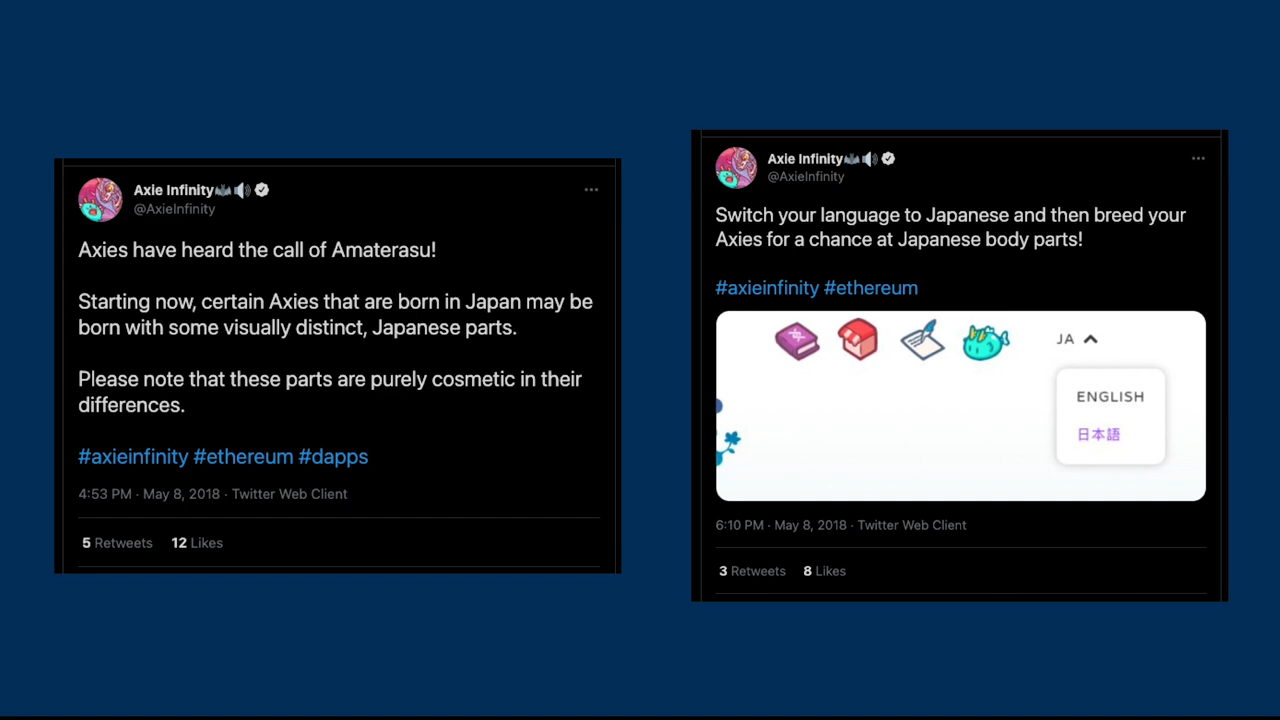 Axie Infinity
@AxieInfinity
Axies have heard the call of Amaterasu!
Starting now, certain Axies that are born in Japan may be
born with some visually distinct, Japanese parts.
Please note that these parts are purely cosmetic in their
differences.
#axieinfinity #ethereum #dapps
4:53 PM · May 8, 2018 · Twitter Web Client
5 Retweets 12 Likes
Axie Infinity
@AxieInfinity
Switch your language to Japanese and then breed your
Axies for a chance at Japanese body parts!
#axieinfinity #ethereum
JA
ENGLISH
日本語
6:10 PM · May 8, 2018 · Twitter Web Client
3 Retweets 8 Likes